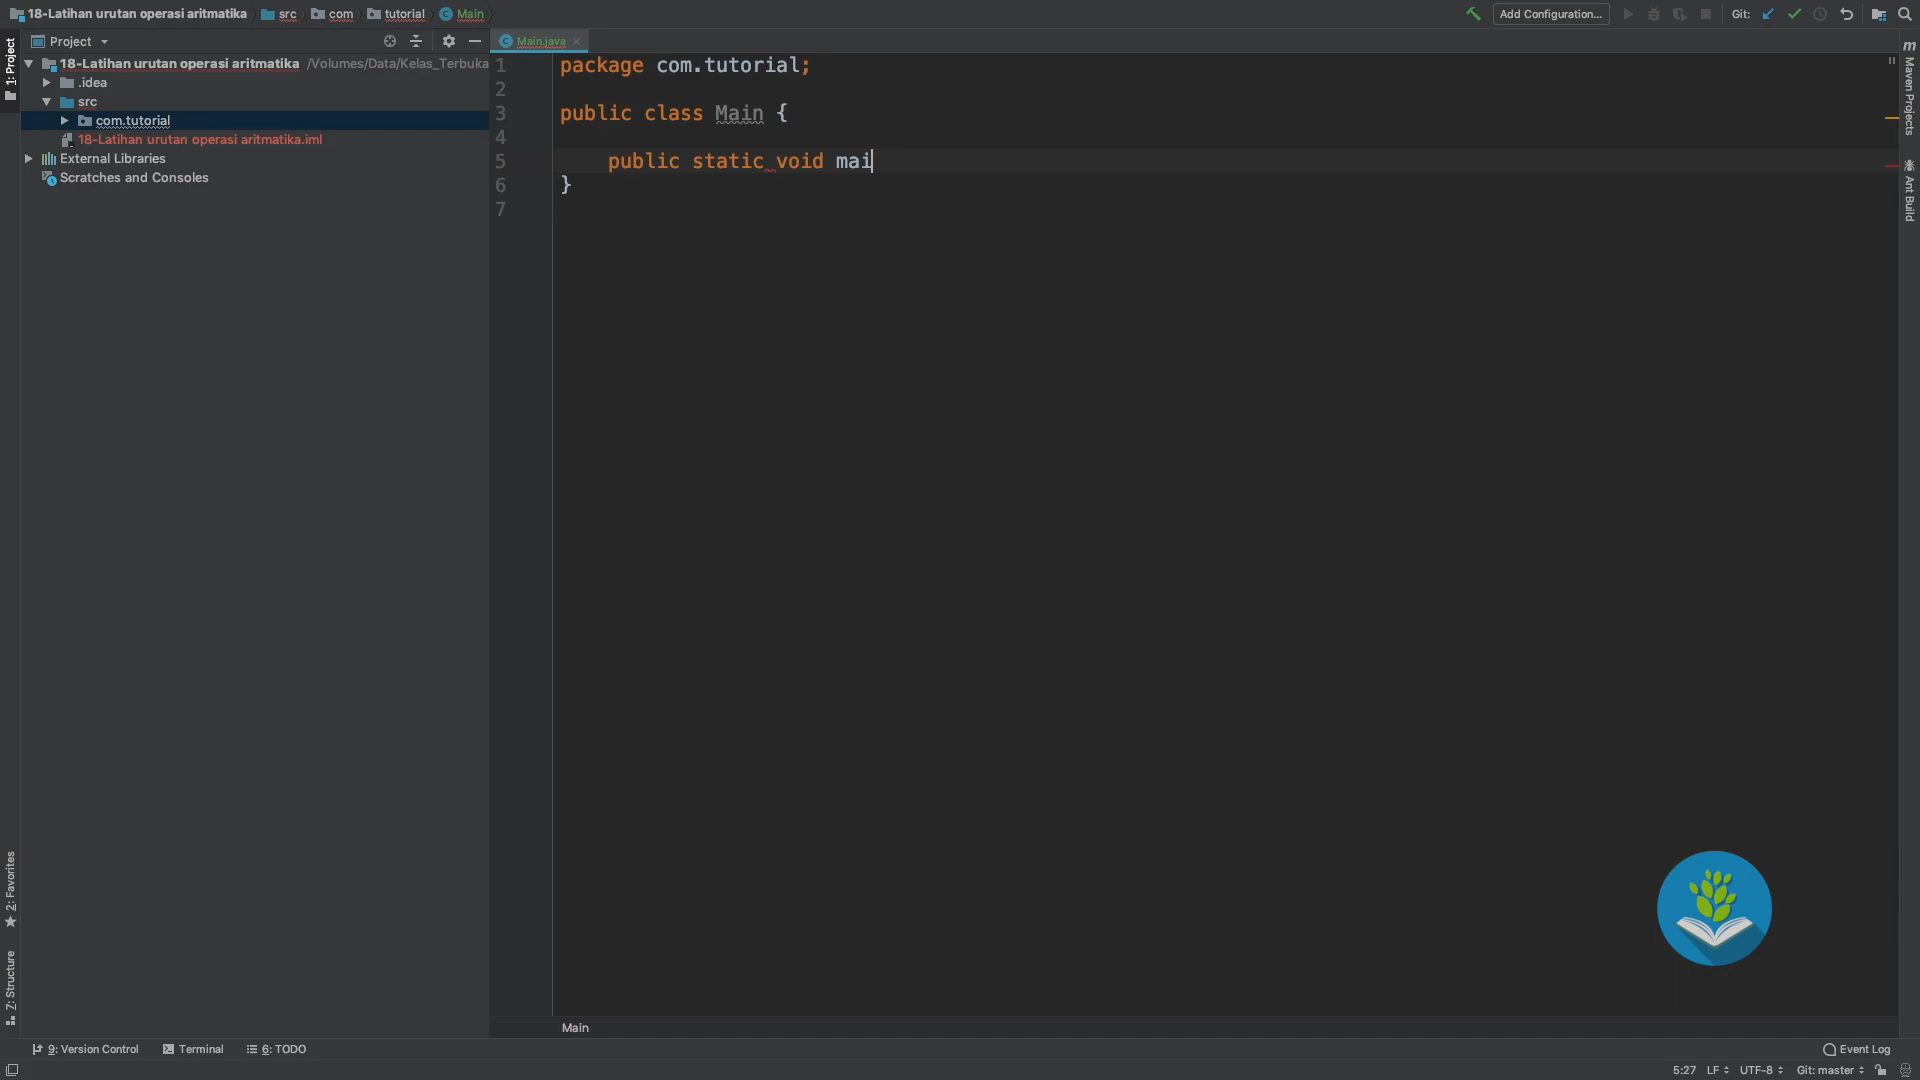 18-Latihan urutan operasi aritmatika src com tutorial Main
Add Configuration... Git:
Project
Main.java
1: Project
18-Latihan urutan operasi aritmatika /Volumes/Data/Kelas_Terbuka
.idea
src
com.tutorial
18-Latihan urutan operasi aritmatika.iml
External Libraries
Scratches and Consoles
1 package com.tutorial;
2
3 public class Main {
4
5 public static void mai
6 }
7
Maven Projects
Ant Build
2: Favorites
7: Structure
Main
9: Version Control Terminal 6: TODO
Event Log
5:27 LF UTF-8 Git: master